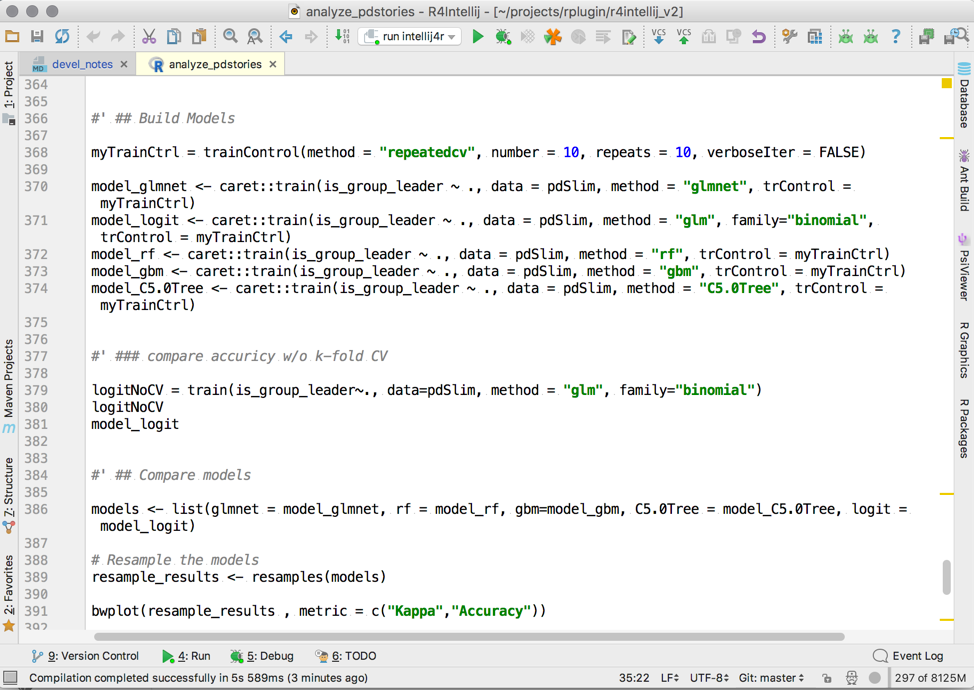 analyze_pdstories - R4Intellij - [~/projects/rplugin/r4intellij_v2]
run intellij4r
VCS VCS
devel_notes
analyze_pdstories
1: Project
Maven Projects
Z: Structure
2: Favorites
364
365
366 #' ## Build Models
367
368 myTrainCtrl = trainControl(method = "repeatedcv", number = 10, repeats = 10, verboseIter = FALSE)
369
370 model_glmnet <- caret::train(is_group_leader ~ ., data = pdSlim, method = "glmnet", trControl =
myTrainCtrl)
371 model_logit <- caret::train(is_group_leader ~ ., data = pdSlim, method = "glm", family="binomial",
trControl = myTrainCtrl)
372 model_rf <- caret::train(is_group_leader ~ ., data = pdSlim, method = "rf", trControl = myTrainCtrl)
373 model_gbm <- caret::train(is_group_leader ~ ., data = pdSlim, method = "gbm", trControl = myTrainCtrl)
374 model_C5.0Tree <- caret::train(is_group_leader ~ ., data = pdSlim, method = "C5.0Tree", trControl =
myTrainCtrl)
375
376
377 #' ### compare accuricy w/o k-fold CV
378
379 logitNoCV = train(is_group_leader~., data=pdSlim, method = "glm", family="binomial")
380 logitNoCV
381 model_logit
382
383
384 #' ## Compare models
385
386 models <- list(glmnet = model_glmnet, rf = model_rf, gbm=model_gbm, C5.0Tree = model_C5.0Tree, logit =
model_logit)
387
388 # Resample the models
389 resample_results <- resamples(models)
390
391 bwplot(resample_results , metric = c("Kappa","Accuracy"))
392
Database
Ant Build
PsiViewer
R Graphics
R Packages
9: Version Control
4: Run
5: Debug
6: TODO
Event Log
Compilation completed successfully in 5s 589ms (3 minutes ago)
35:22 LF UTF-8 Git: master 297 of 8125M